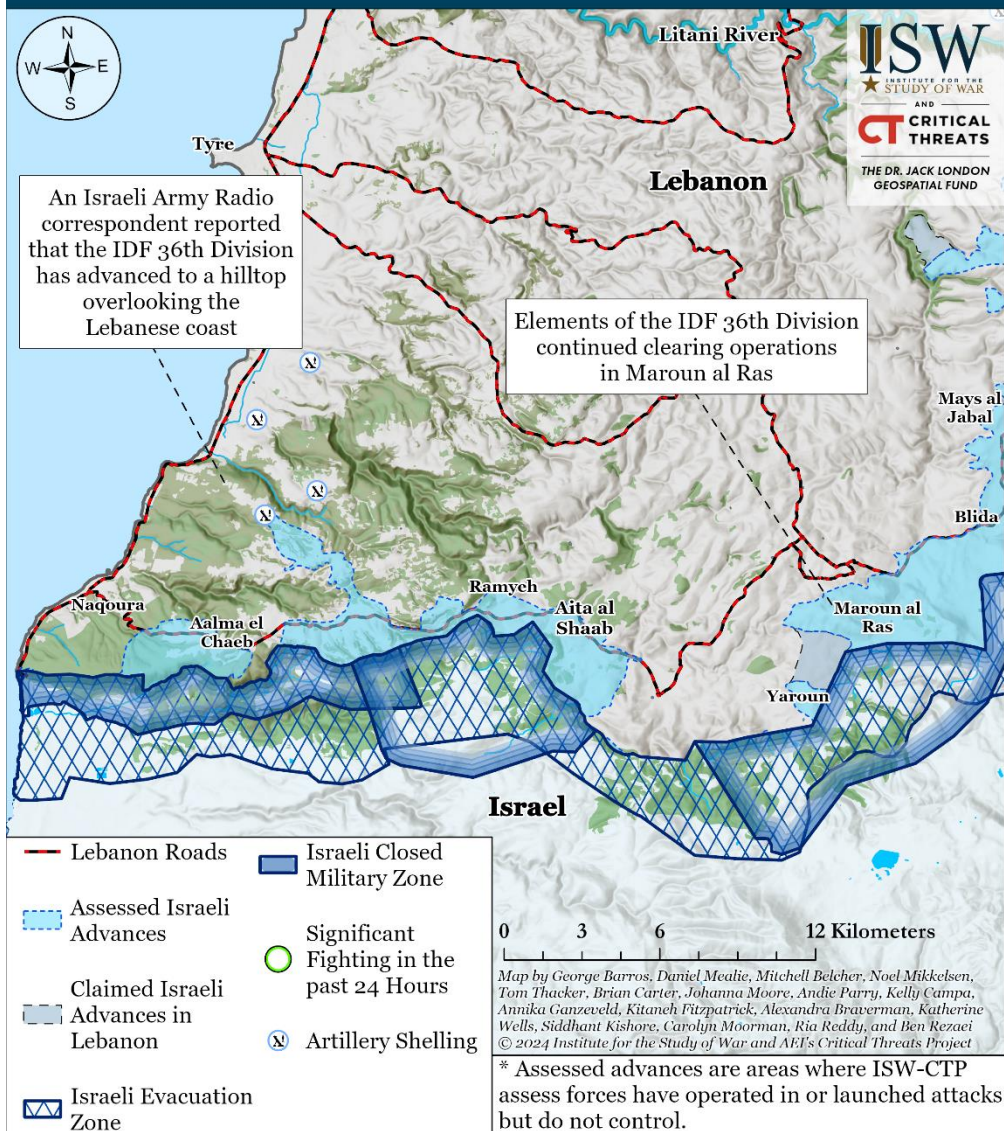 N
W E
S
Litani River
ISW
INSTITUTE FOR THE
STUDY OF WAR
AND
CT CRITICAL
THREATS
THE DR. JACK LONDON
GEOSPATIAL FUND
Tyre
Lebanon
An Israeli Army Radio
correspondent reported
that the IDF 36th Division
has advanced to a hilltop
overlooking the
Lebanese coast
Elements of the IDF 36th Division
continued clearing operations
in Maroun al Ras
Mays al
Jabal
Blida
Naqoura
Aalma el
Chaeb
Ramyeh
Aita al
Shaab
Maroun al
Ras
Yaroun
Israel
Lebanon Roads
Assessed Israeli
Advances
Claimed Israeli
Advances in
Lebanon
Israeli Evacuation
Zone
Israeli Closed
Military Zone
Significant
Fighting in the
past 24 Hours
Artillery Shelling
0 3 6 12 Kilometers
Map by George Barros, Daniel Mealie, Mitchell Belcher, Noel Mikkelsen,
Tom Thacker, Brian Carter, Johanna Moore, Andie Parry, Kelly Campa,
Annika Ganzeveld, Kitaneh Fitzpatrick, Alexandra Braverman, Katherine
Wells, Siddhant Kishore, Carolyn Moorman, Ria Reddy, and Ben Rezaei
© 2024 Institute for the Study of War and AEI's Critical Threats Project
* Assessed advances are areas where ISW-CTP
assess forces have operated in or launched attacks
but do not control.